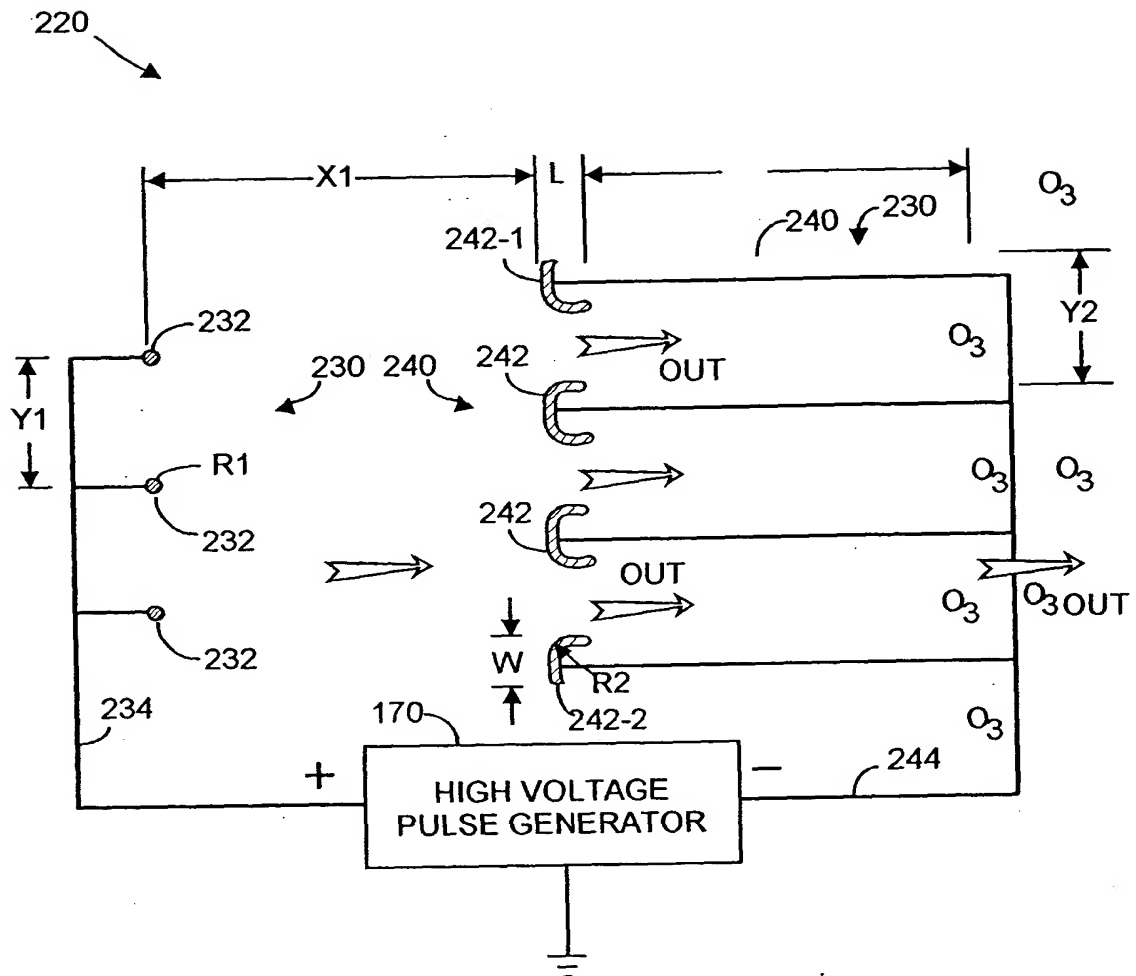 220
X1
L
O3
242-1
240
230
232
Y2
Y1
230
240
242
OUT
O3
R1
232
242
O3
O3
OUT
O3
O3 OUT
232
W
R2
234
170
242-2
O3
+
HIGH VOLTAGE
PULSE GENERATOR
−
244